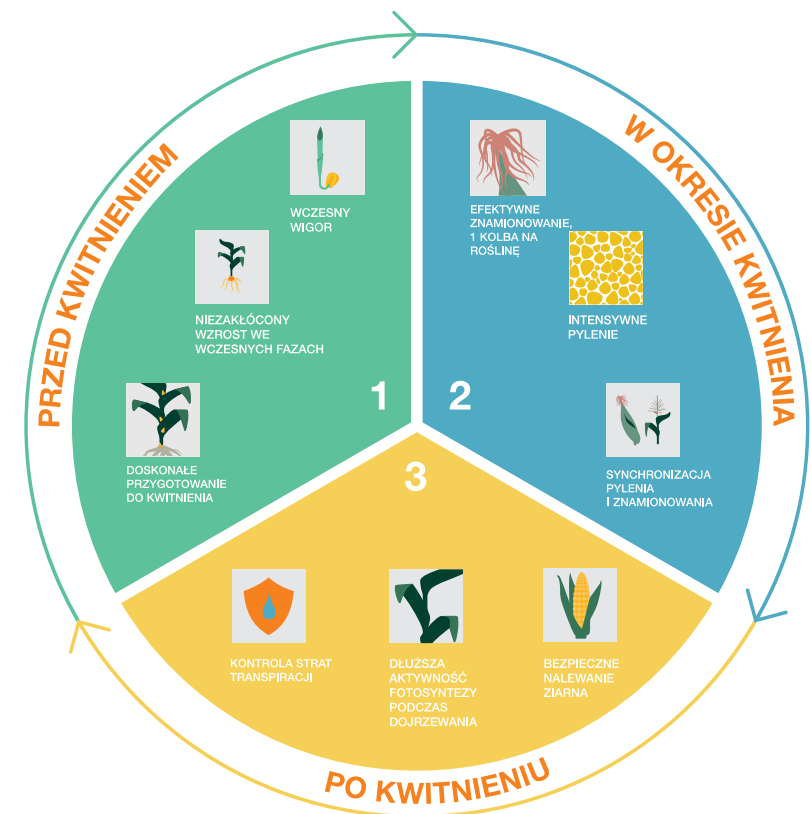 PRZED KWITNIENIEM
WCZESNY
WIGOR
NIEZAKŁÓCONY
WZROST WE
WCZESNYCH FAZACH
DOSKONAŁE
PRZYGOTOWANIE
DO KWITNIENIA
1
W OKRESIE KWITNIENIA
EFEKTYWNE
ZNAMIONOWANIE,
1 KOLBA NA
ROŚLINĘ
INTENSYWNE
PYLENIE
SYNCHRONIZACJA
PYLENIA
I ZNAMIONOWANIA
2
3
KONTROLA STRAT
TRANSPIRACJI
DŁUŻSZA
AKTYWNOŚĆ
FOTOSYNTEZY
PODCZAS
DOJRZEWANIA
BEZPIECZNE
NALEWANIE
ZIARNA
PO KWITNIENIU